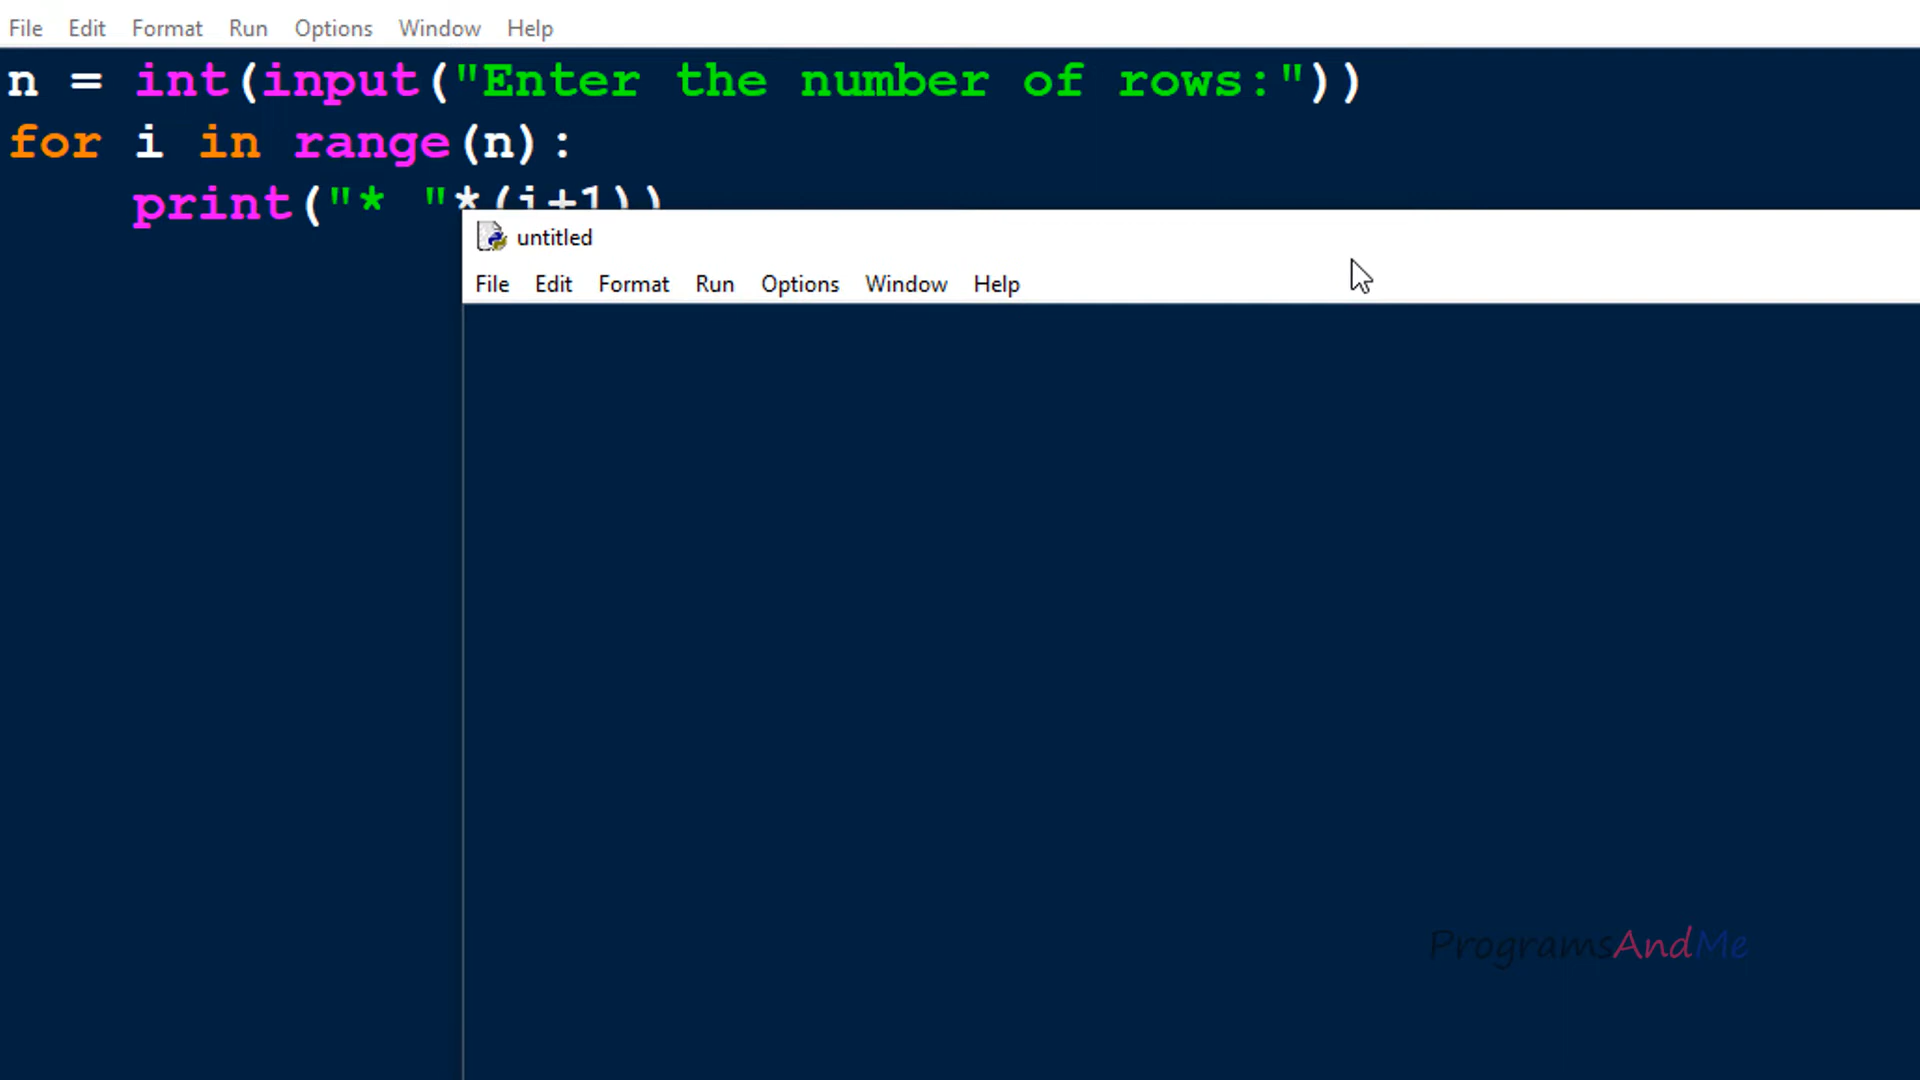 File Edit Format Run Options Window Help
n = int(input("Enter the number of rows:"))
for i in range(n):
print("* "*(i+1))
untitled
File Edit Format Run Options Window Help
ProgramsAndMe